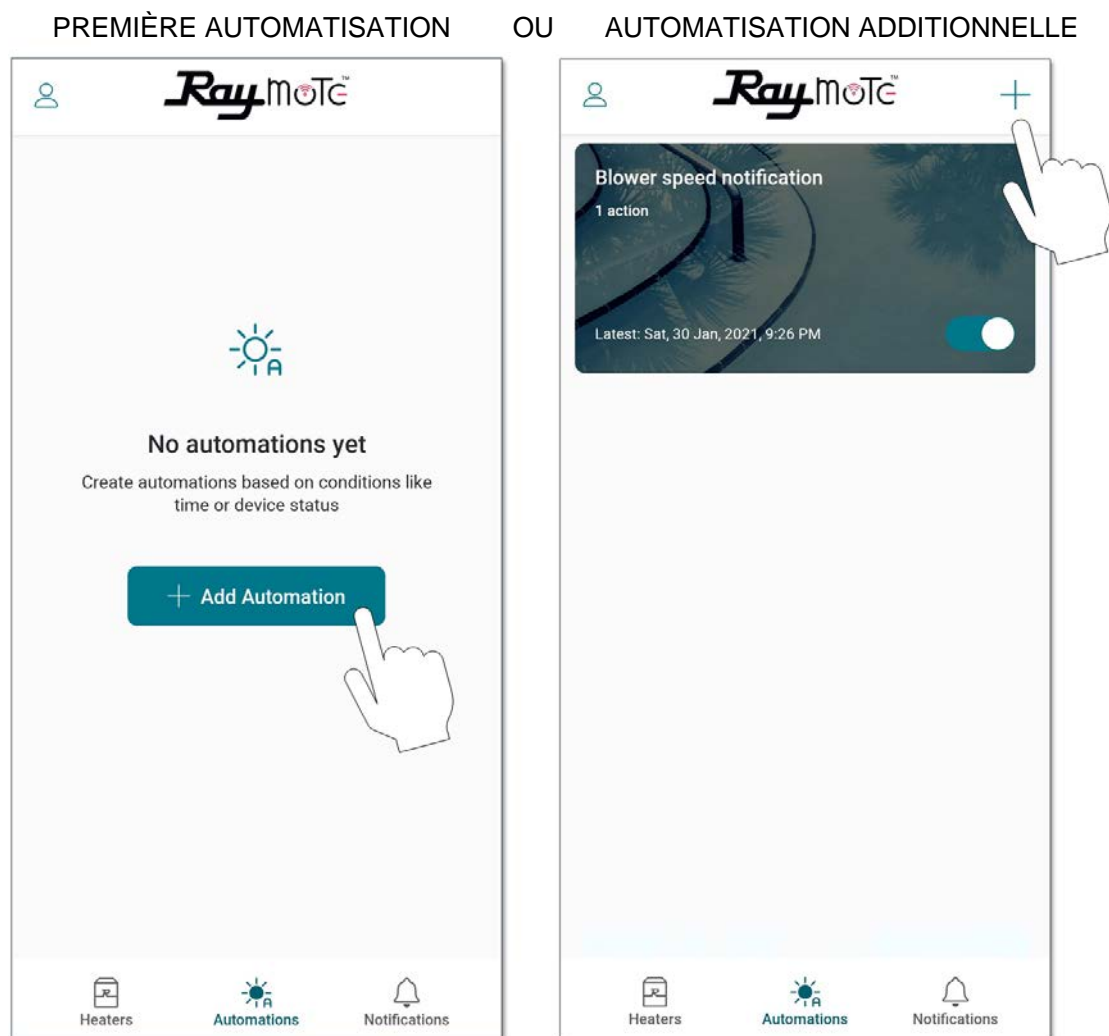 PREMIÈRE AUTOMATISATION OU AUTOMATISATION ADDITIONNELLE
Raymote™
No automations yet
Create automations based on conditions like
time or device status
+ Add Automation
Heaters Automations Notifications
Raymote™ +
Blower speed notification
1 action
Latest: Sat, 30 Jan, 2021, 9:26 PM
Heaters Automations Notifications